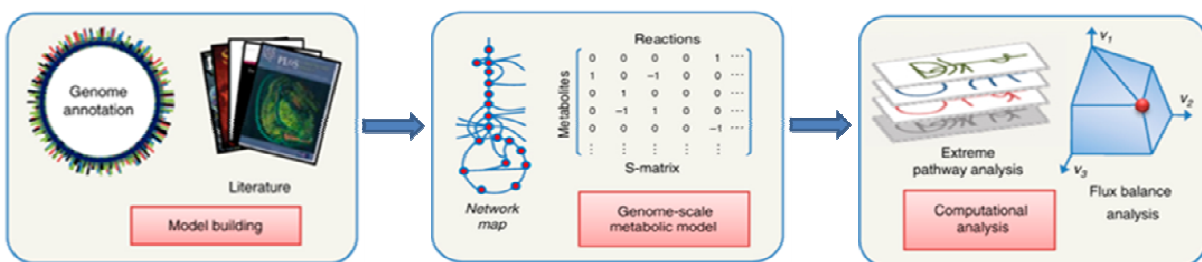 Genome
annotation
PLoS
Literature
Model building
Network
map
Reactions
Metabolites
0 0 0 0 1 ····
1 0 −1 0 0 ····
0 1 0 0 0 ····
0 −1 1 0 0 ····
0 0 0 0 −1 ····
S-matrix
Genome-scale
metabolic model
Extreme
pathway analysis
Computational
analysis
v1
v2
v3
Flux balance
analysis